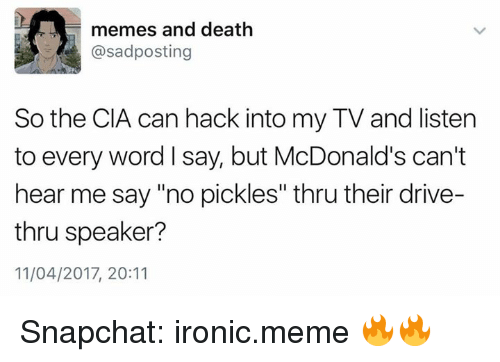 memes and death
@sadposting
So the CIA can hack into my TV and listen
to every word I say, but McDonald's can't
hear me say "no pickles" thru their drive-
thru speaker?
11/04/2017, 20:11
Snapchat: ironic.meme 🔥🔥